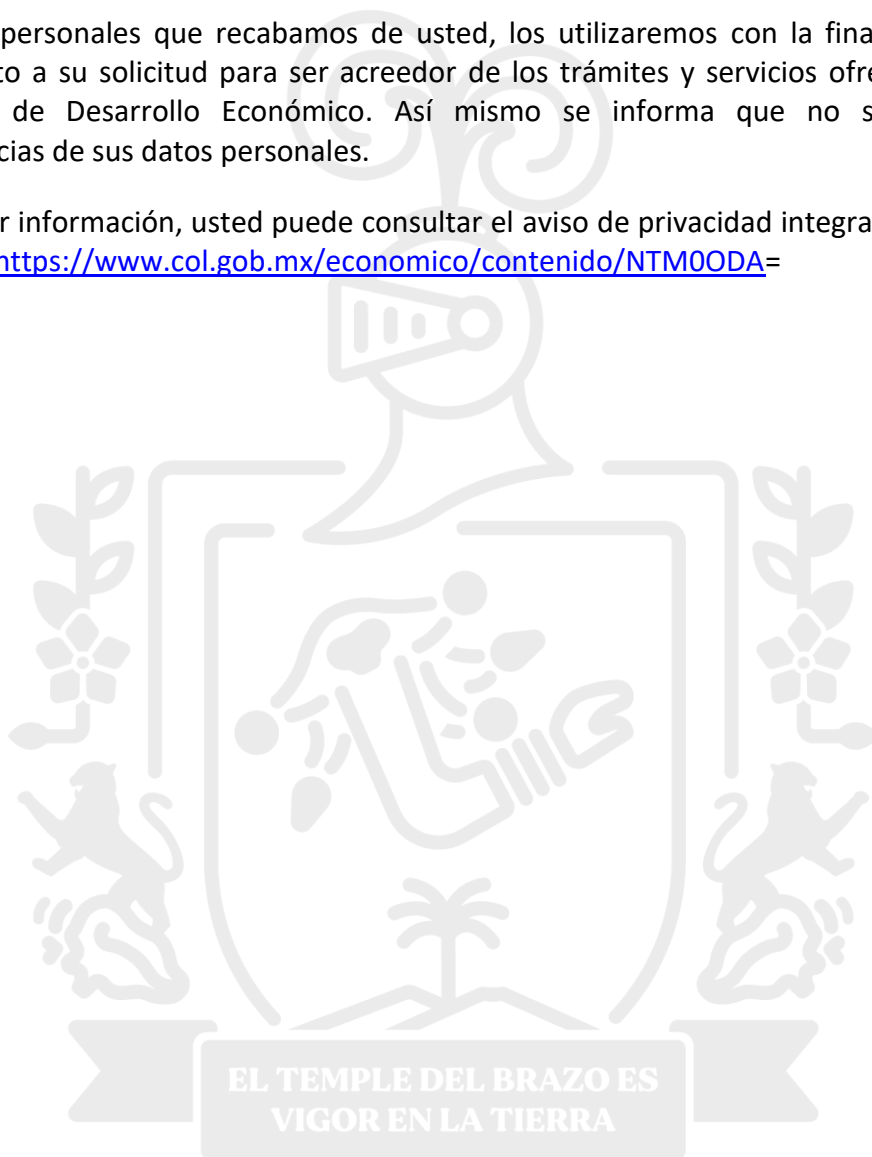 personales que recabamos de usted, los utilizaremos con la fina
to a su solicitud para ser acreedor de los trámites y servicios ofre
de Desarrollo Económico. Así mismo se informa que no s
cias de sus datos personales.
r información, usted puede consultar el aviso de privacidad integra
https://www.col.gob.mx/economico/contenido/NTM0ODA=
EL TEMPLE DEL BRAZO ES
VIGOR EN LA TIERRA